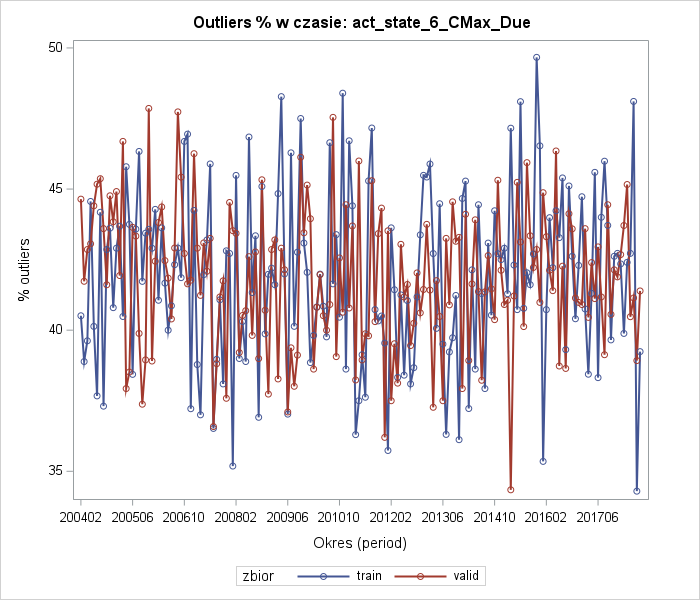 Outliers % w czasie: act_state_6_CMax_Due
50
45
40
35
% outliers
200402 200506 200610 200802 200906 201010 201202 201306 201410 201602 201706
Okres (period)
zbior train valid